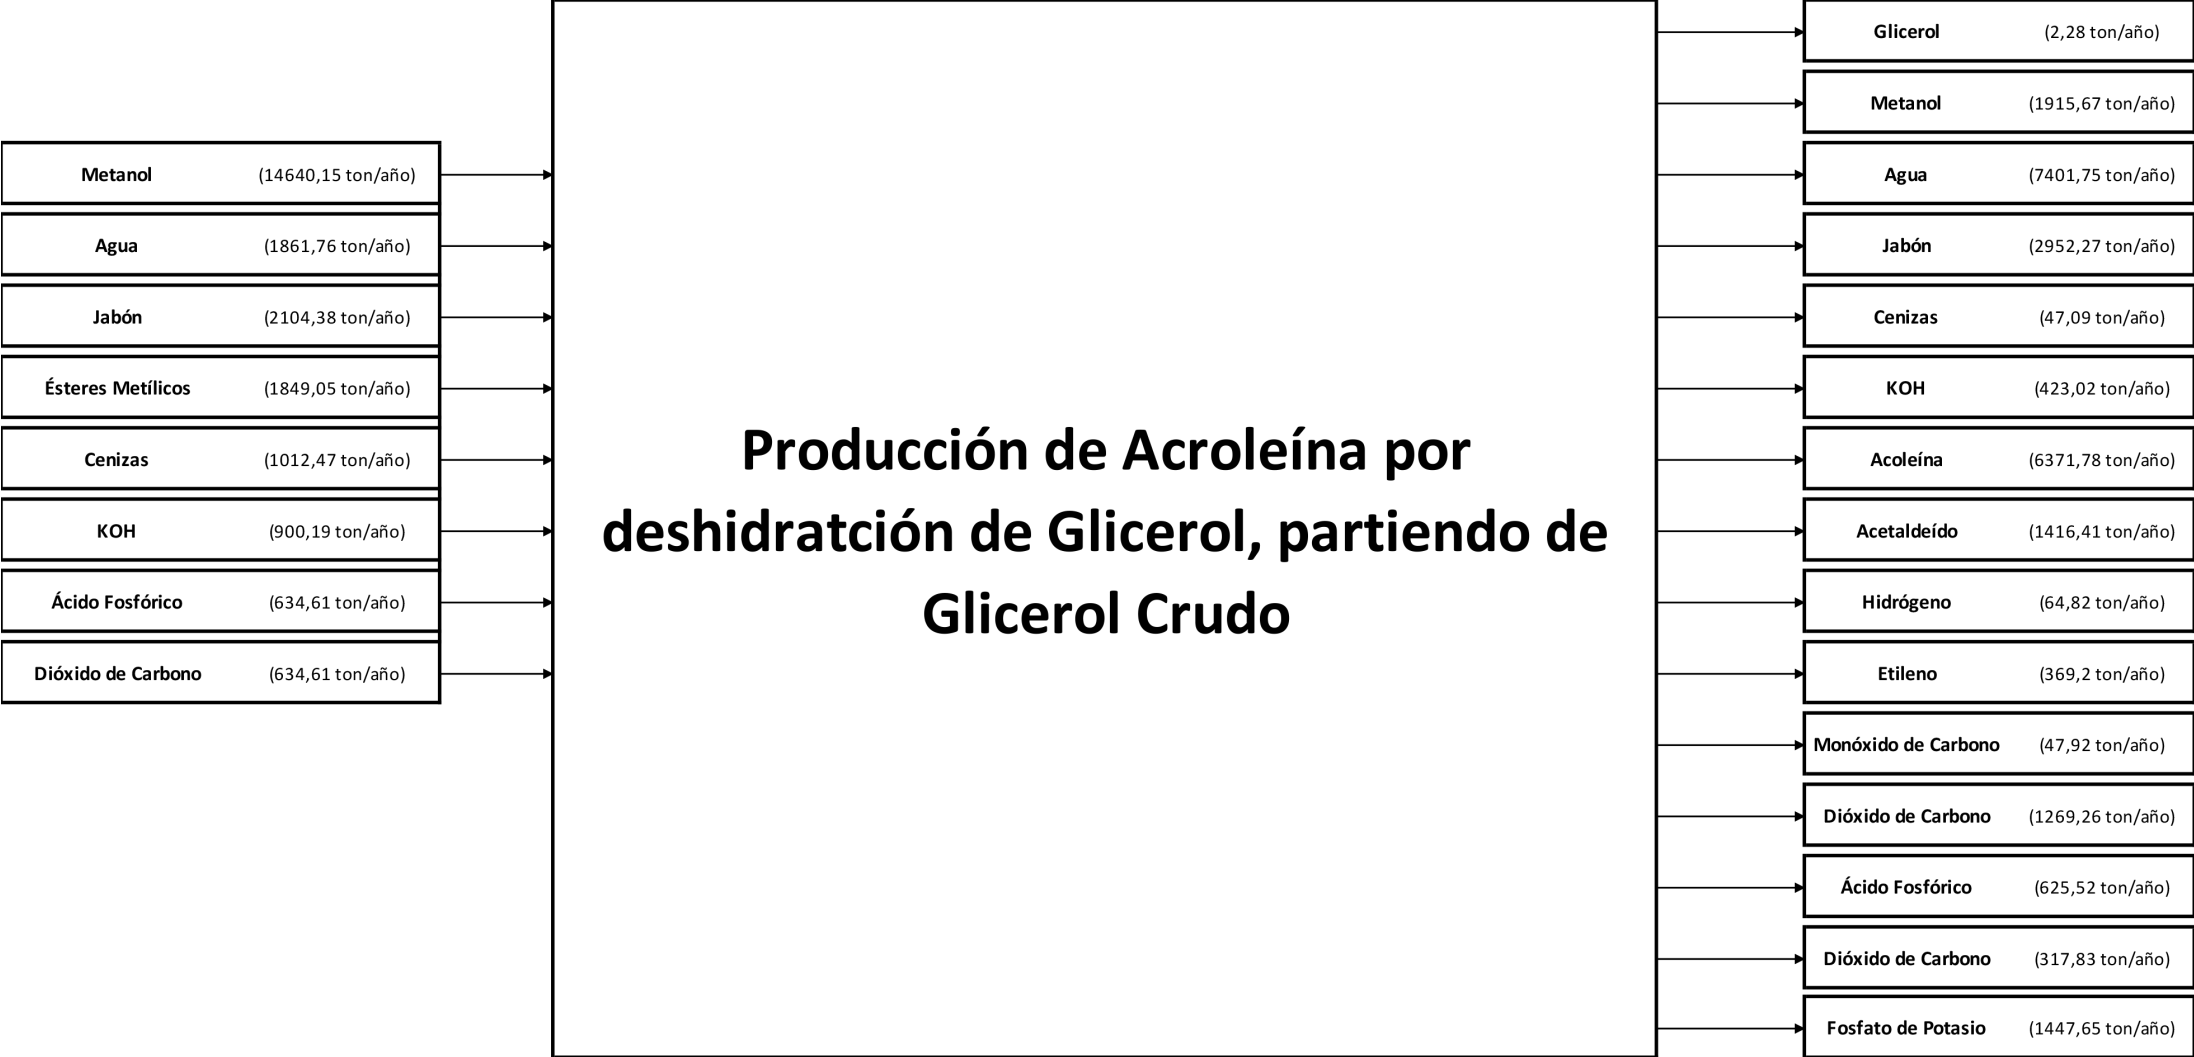 Metanol (14640,15 ton/año)
Agua (1861,76 ton/año)
Jabón (2104,38 ton/año)
Ésteres Metílicos (1849,05 ton/año)
Cenizas (1012,47 ton/año)
KOH (900,19 ton/año)
Ácido Fosfórico (634,61 ton/año)
Dióxido de Carbono (634,61 ton/año)
Producción de Acroleína por
deshidratción de Glicerol, partiendo de
Glicerol Crudo
Glicerol (2,28 ton/año)
Metanol (1915,67 ton/año)
Agua (7401,75 ton/año)
Jabón (2952,27 ton/año)
Cenizas (47,09 ton/año)
KOH (423,02 ton/año)
Acoleína (6371,78 ton/año)
Acetaldeído (1416,41 ton/año)
Hidrógeno (64,82 ton/año)
Etileno (369,2 ton/año)
Monóxido de Carbono (47,92 ton/año)
Dióxido de Carbono (1269,26 ton/año)
Ácido Fosfórico (625,52 ton/año)
Dióxido de Carbono (317,83 ton/año)
Fosfato de Potasio (1447,65 ton/año)